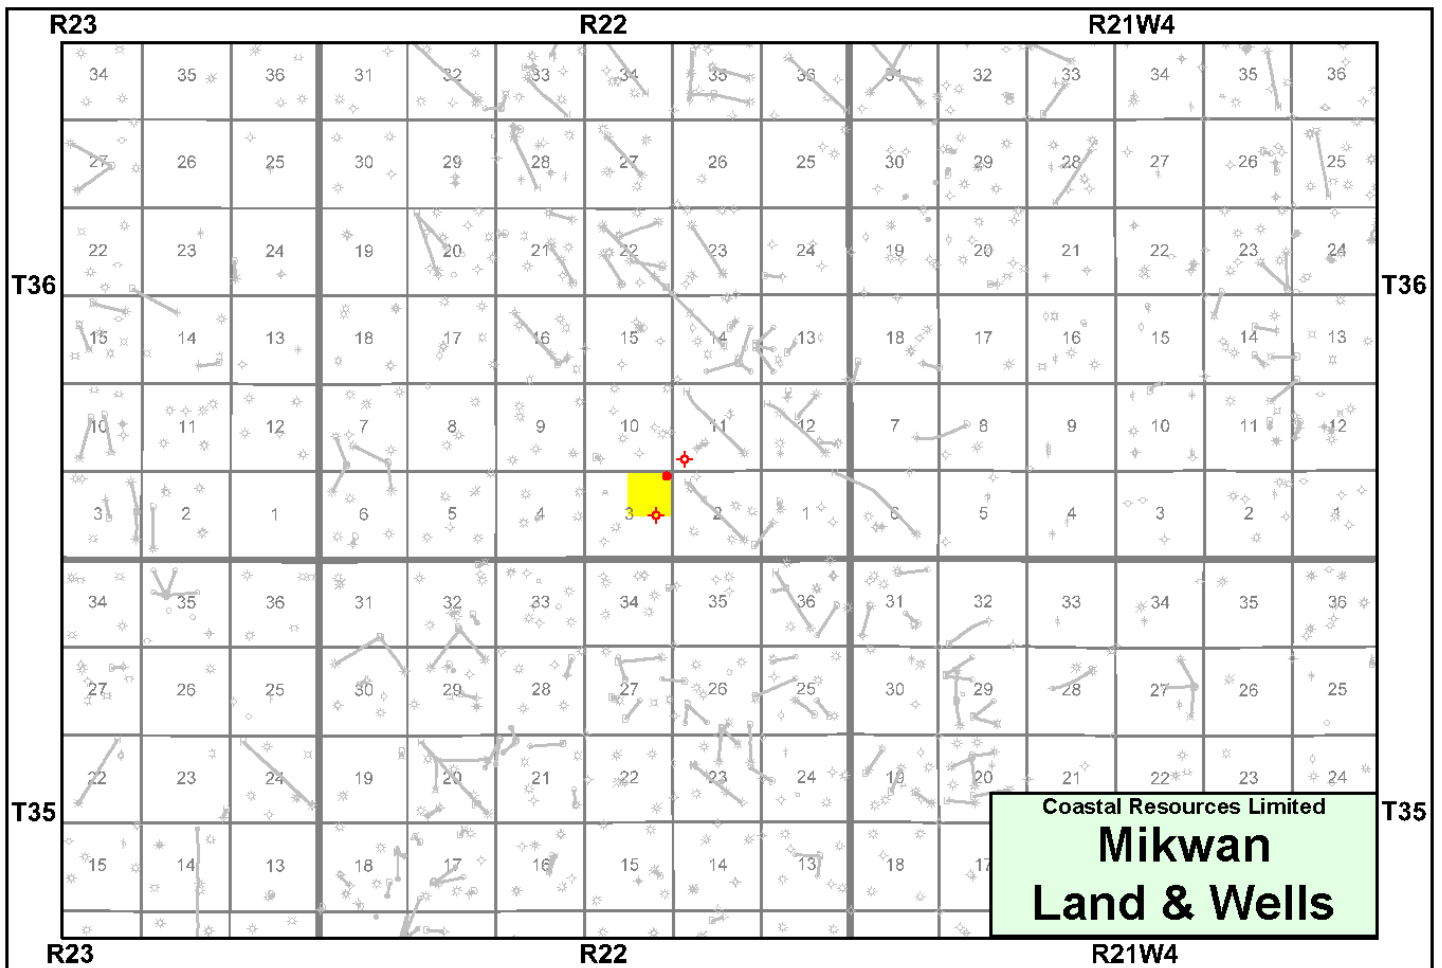 R23 R22 R21W4
34 35 36 31 32 33 34 35 36 31 32 33 34 35 36
27 26 25 30 29 28 27 26 25 30 29 28 27 26 25
22 23 24 19 20 21 22 23 24 19 20 21 22 23 24
T36 T36
15 14 13 18 17 16 15 14 13 18 17 16 15 14 13
10 11 12 7 8 9 10 11 12 7 8 9 10 11 12
3 2 1 6 5 4 3 2 1 6 5 4 3 2 1
34 35 36 31 32 33 34 35 36 31 32 33 34 35 36
27 26 25 30 29 28 27 26 25 30 29 28 27 26 25
22 23 24 19 20 21 22 23 24 19 20 21 22 23 24
Coastal Resources Limited
T35 T35
Mikwan
15 14 13 18 17 16 15 14 13 18 17
Land & Wells
R23 R22 R21W4